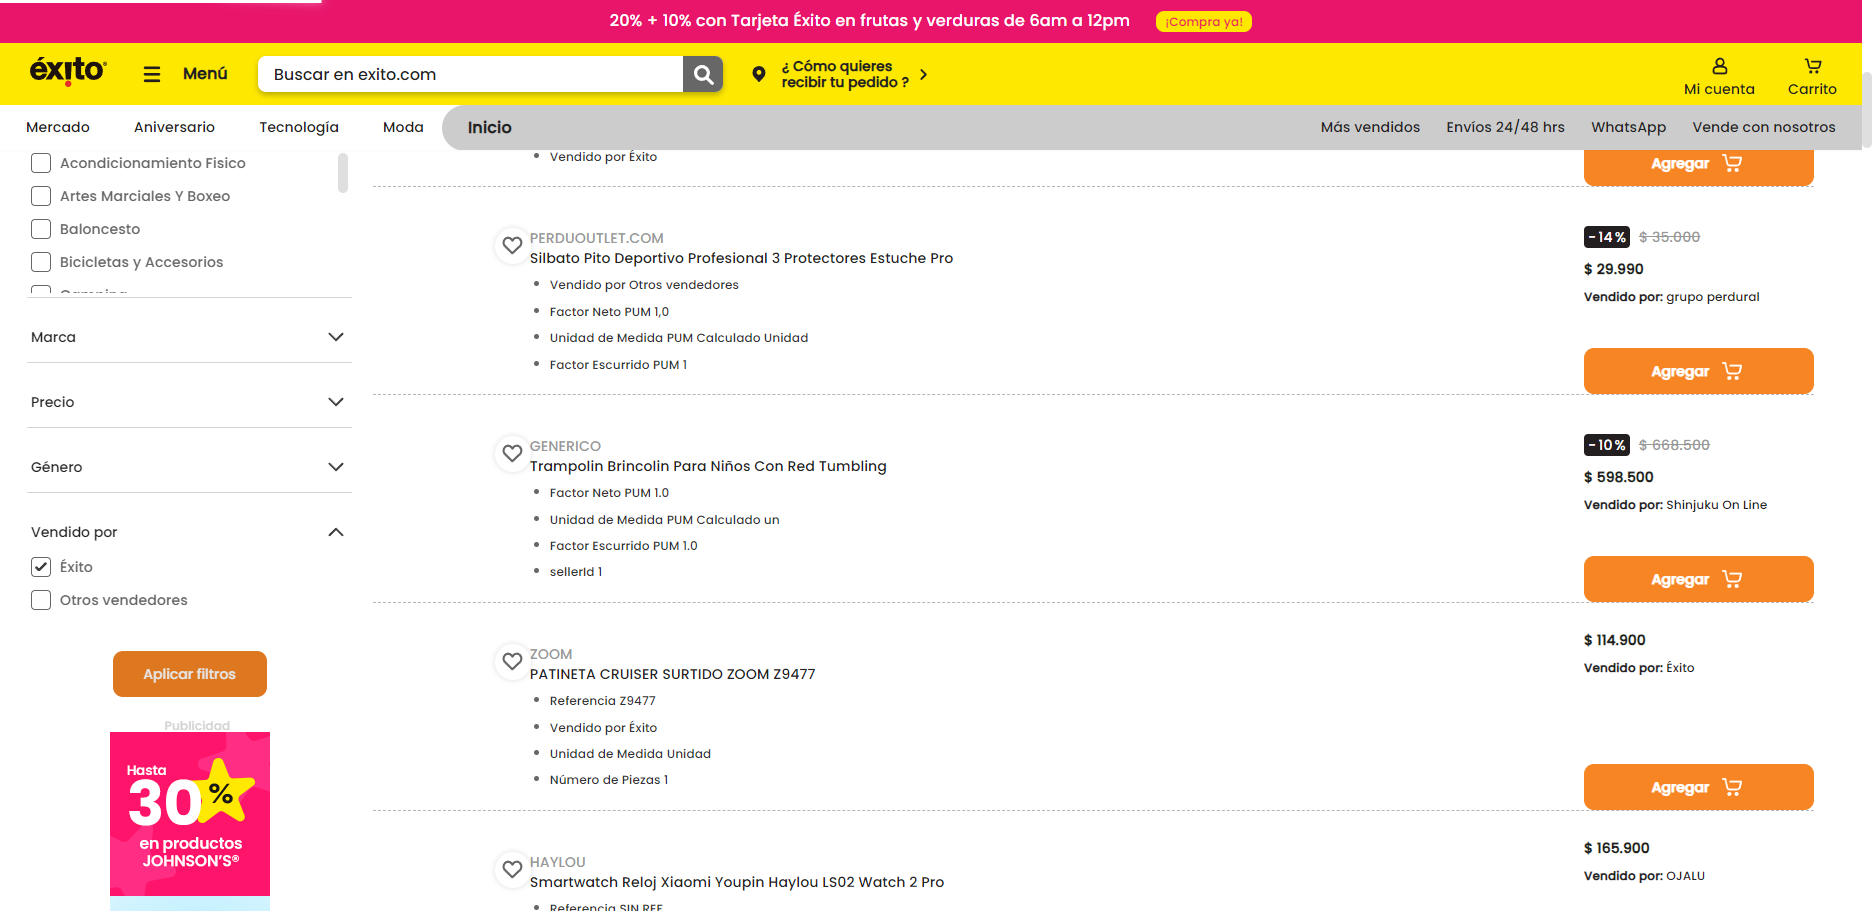 20% + 10% con Tarjeta Éxito en frutas y verduras de 6am a 12pm ¡Compra ya!
éxito
Menú
Buscar en exito.com
¿ Cómo quieres
recibir tu pedido ?
Mi cuenta
Carrito
Mercado
Aniversario
Tecnología
Moda
Inicio
Más vendidos
Envíos 24/48 hrs
WhatsApp
Vende con nosotros
Acondicionamiento Fisico
Artes Marciales Y Boxeo
Baloncesto
Bicicletas y Accesorios
Marca
Precio
Género
Vendido por
Éxito
Otros vendedores
Aplicar filtros
Publicidad
Hasta
30%
en productos
JOHNSON'S®
Vendido por Éxito
Agregar
PERDUOUTLET.COM
Silbato Pito Deportivo Profesional 3 Protectores Estuche Pro
Vendido por Otros vendedores
Factor Neto PUM 1,0
Unidad de Medida PUM Calculado Unidad
Factor Escurrido PUM 1
-14% $ 35.000
$ 29.990
Vendido por: grupo perdural
Agregar
GENERICO
Trampolin Brincolin Para Niños Con Red Tumbling
Factor Neto PUM 1.0
Unidad de Medida PUM Calculado un
Factor Escurrido PUM 1.0
sellerId 1
-10% $ 668.500
$ 598.500
Vendido por: Shinjuku On Line
Agregar
ZOOM
PATINETA CRUISER SURTIDO ZOOM Z9477
Referencia Z9477
Vendido por Éxito
Unidad de Medida Unidad
Número de Piezas 1
$ 114.900
Vendido por: Éxito
Agregar
HAYLOU
Smartwatch Reloj Xiaomi Youpin Haylou LS02 Watch 2 Pro
Referencia SIN REF
$ 165.900
Vendido por: OJALU